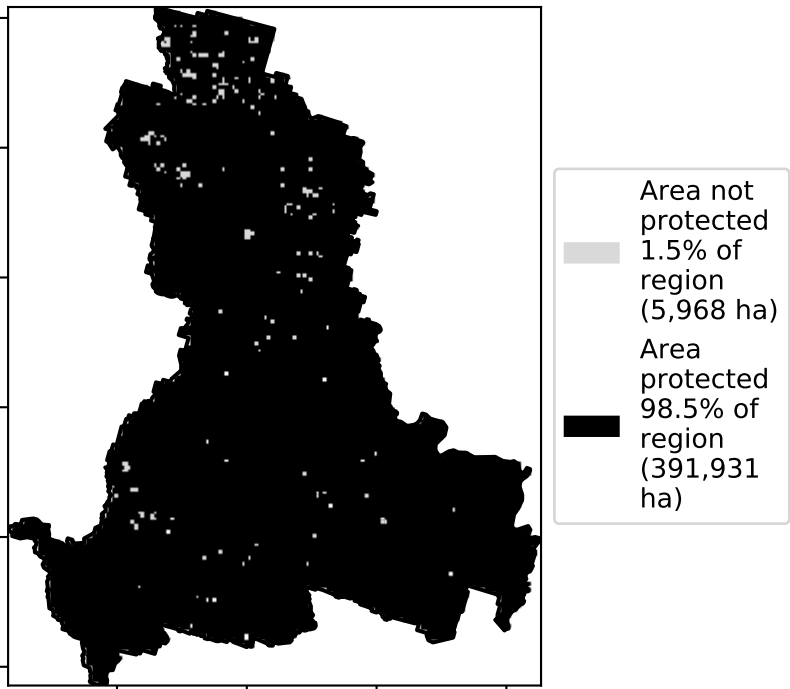 Area not
protected
1.5% of
region
(5,968 ha)
Area
protected
98.5% of
region
(391,931
ha)